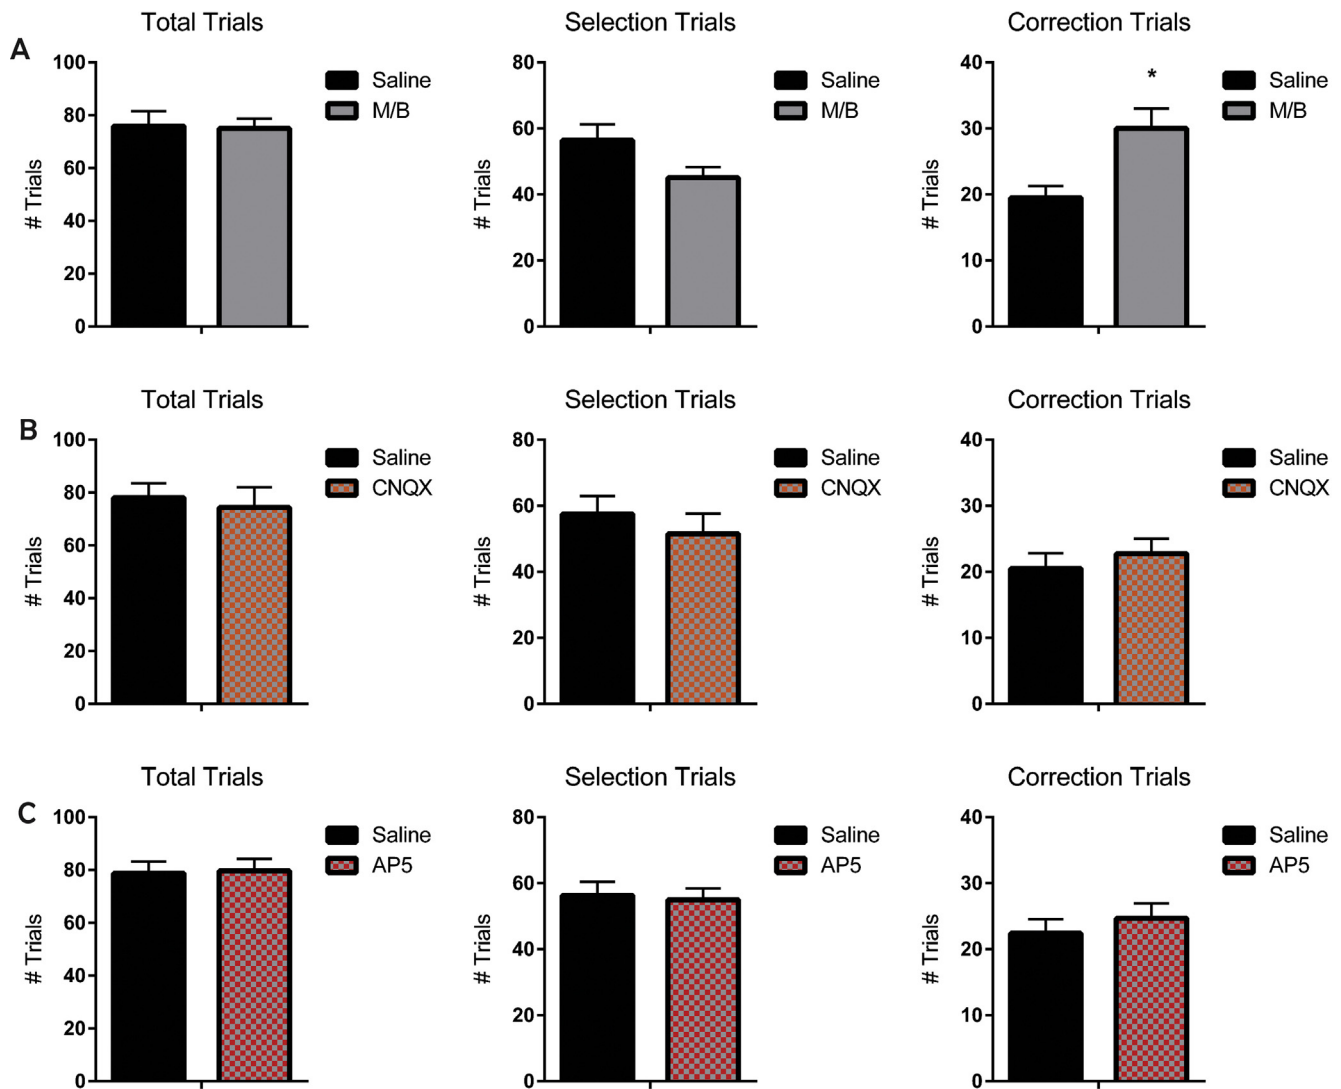 A
Total Trials
100
80
60
40
20
0
# Trials
Saline
M/B
Selection Trials
80
60
40
20
0
# Trials
Saline
M/B
Correction Trials
40
30
20
10
0
# Trials
*
Saline
M/B
B
Total Trials
100
80
60
40
20
0
# Trials
Saline
CNQX
Selection Trials
80
60
40
20
0
# Trials
Saline
CNQX
Correction Trials
40
30
20
10
0
# Trials
Saline
CNQX
C
Total Trials
100
80
60
40
20
0
# Trials
Saline
AP5
Selection Trials
80
60
40
20
0
# Trials
Saline
AP5
Correction Trials
40
30
20
10
0
# Trials
Saline
AP5